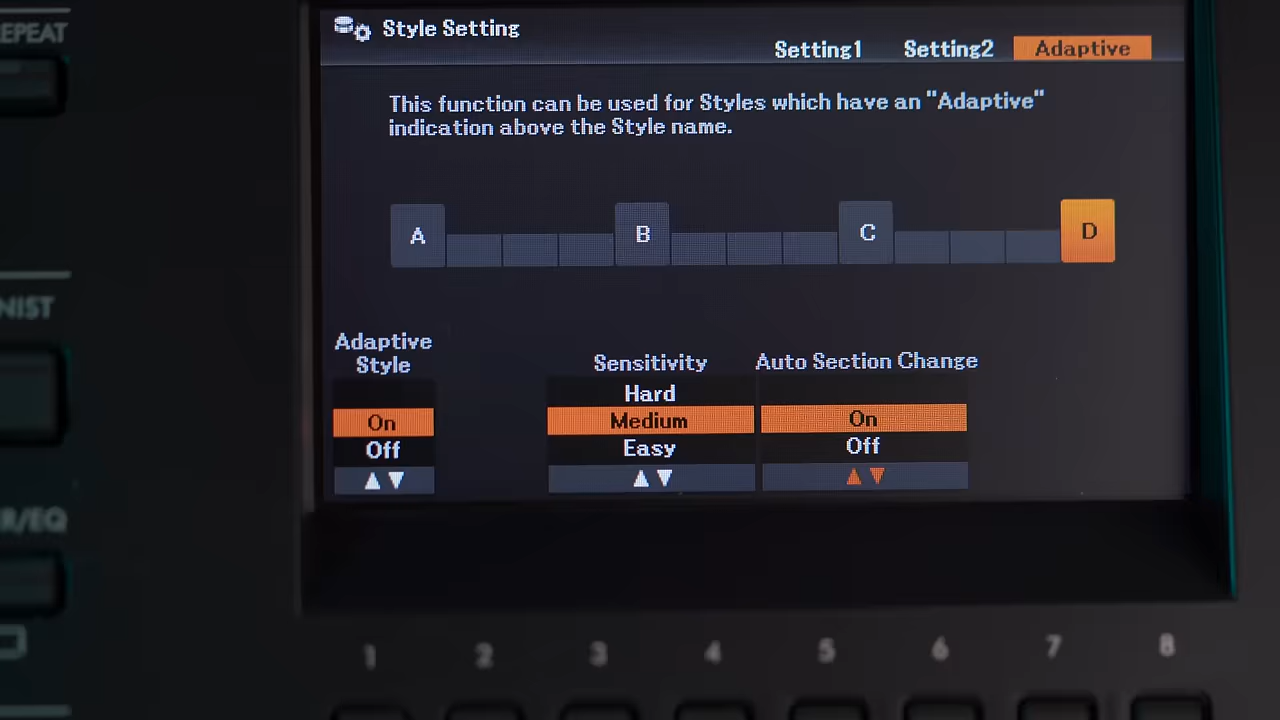 EPEAT
Style Setting
Setting1 Setting2 Adaptive
This function can be used for Styles which have an "Adaptive"
indication above the Style name.
A B C D
Adaptive
Style
Sensitivity
Auto Section Change
Hard
On Medium On
Off Easy Off
NIST
R/EQ
1 2 3 4 5 6 7 8